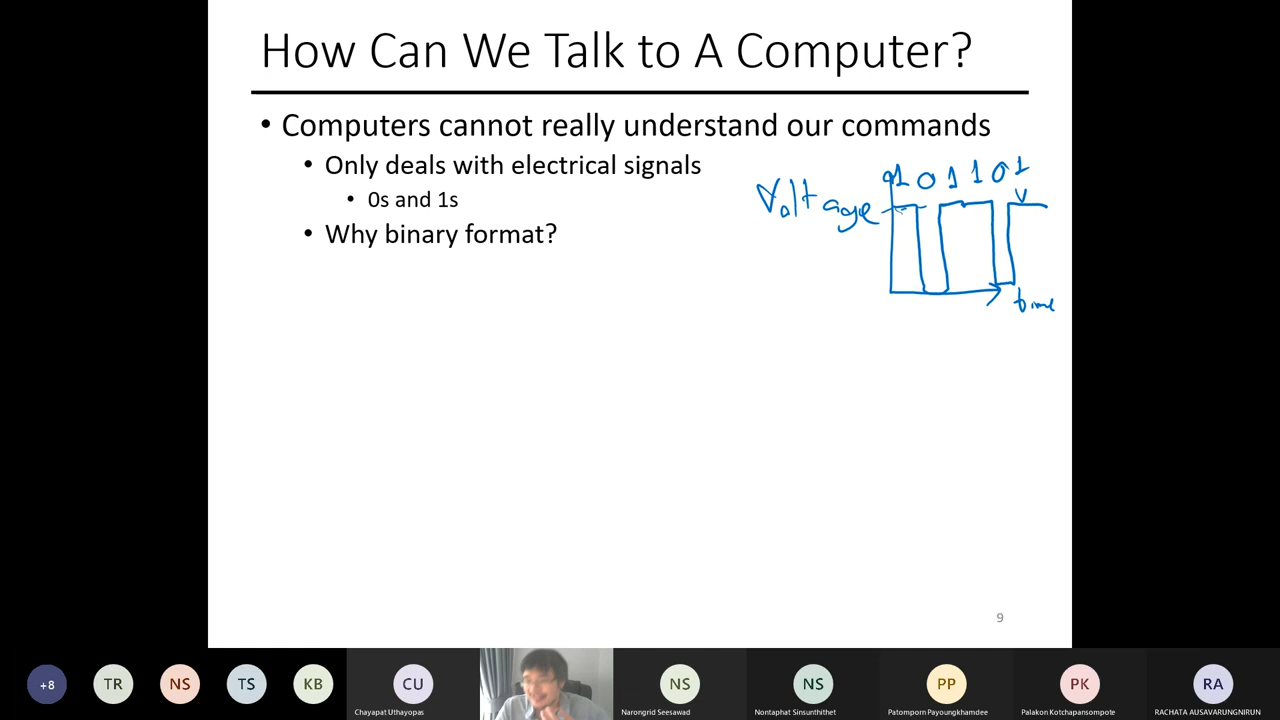 How Can We Talk to A Computer?
• Computers cannot really understand our commands
• Only deals with electrical signals
• 0s and 1s
• Why binary format?
1 0 1 1 0 1
Voltage
time
9
+8
TR
NS
TS
KB
CU
NS
NS
PP
PK
RA
Chayapat Uthayopas
Narongrid Seesawad
Nontaphat Sinsunthithet
Patomporn Payoungkhamdee
Palakon Kotchapansompote
RACHATA AUSAVARUNGNIRUN